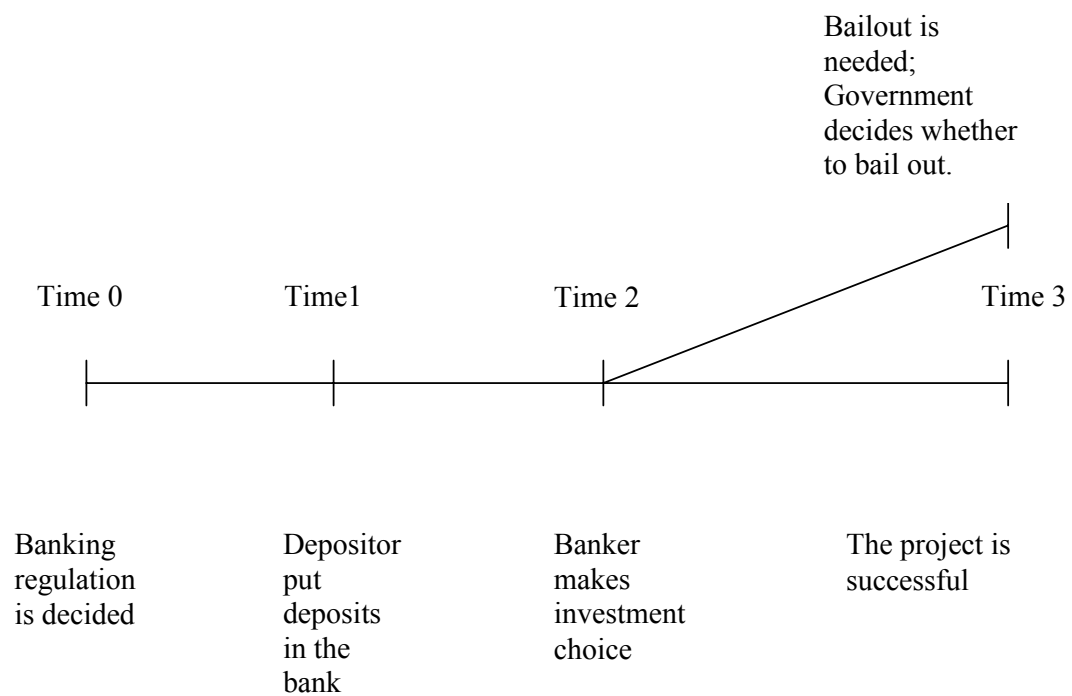 Bailout is
needed;
Government
decides whether
to bail out.
Time 0
Time1
Time 2
Time 3
Banking
regulation
is decided
Depositor
put
deposits
in the
bank
Banker
makes
investment
choice
The project is
successful